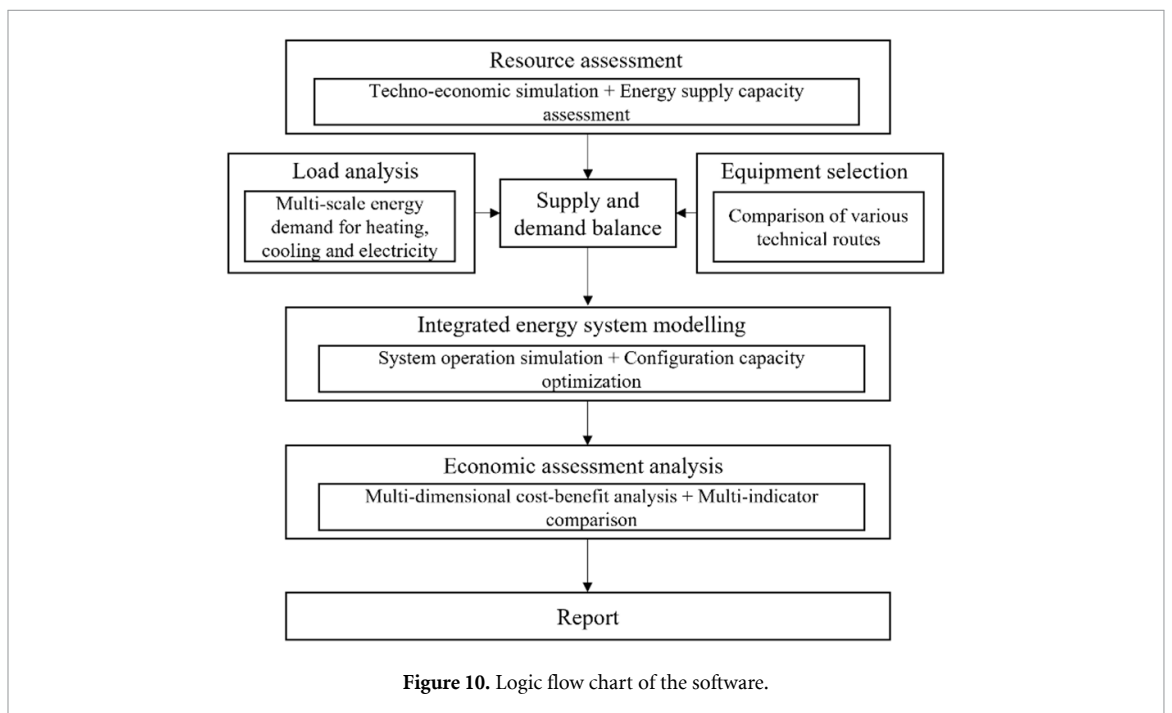 Resource assessment
Techno-economic simulation + Energy supply capacity
assessment
Load analysis
Multi-scale energy
demand for heating,
cooling and electricity
Supply and
demand balance
Equipment selection
Comparison of various
technical routes
Integrated energy system modelling
System operation simulation + Configuration capacity
optimization
Economic assessment analysis
Multi-dimensional cost-benefit analysis + Multi-indicator
comparison
Report
Figure 10. Logic flow chart of the software.